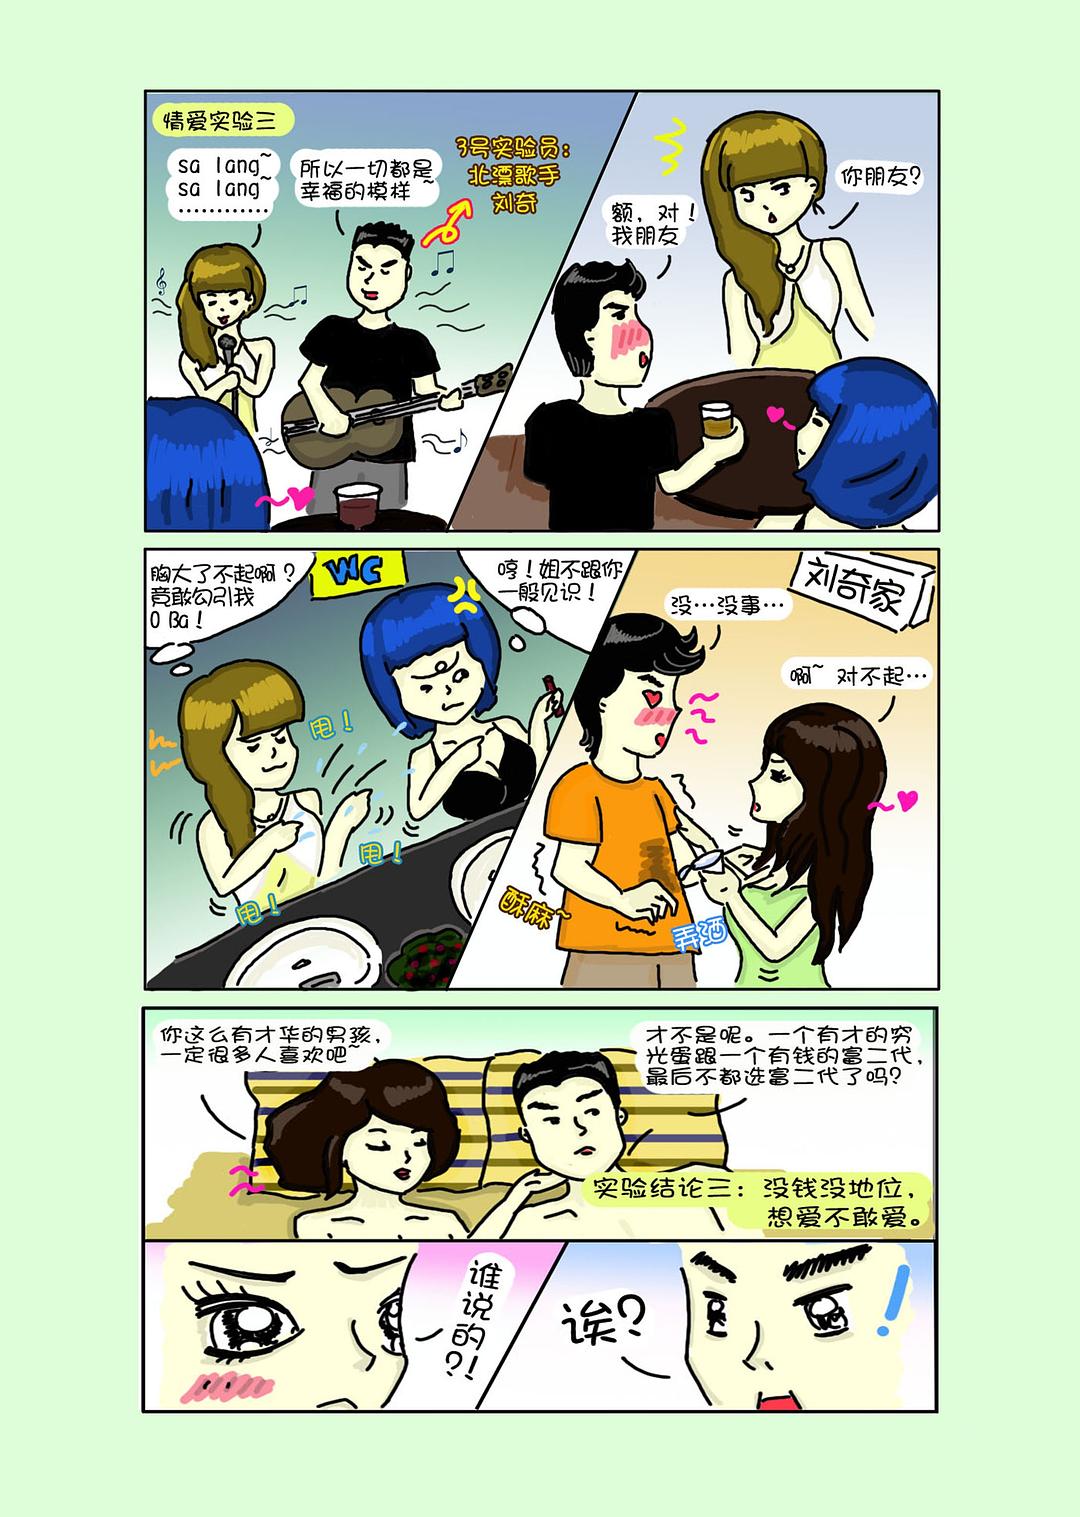 情爱实验三
sa lang~
sa lang~
…………
所以一切都是
幸福的模样~
3号实验员：
北漂歌手
刘奇
你朋友？
额，对！
我朋友
胸大了不起啊？
竟敢勾引我
O Ba！
WC
哼！姐不跟你
一般见识！
甩！
甩！
甩！
刘奇家
没…没事…
啊~ 对不起…
酥麻~
弄洒
你这么有才华的男孩，
一定很多人喜欢吧~
才不是呢。一个有才的穷
光蛋跟一个有钱的富二代，
最后不都选富二代了吗？
实验结论三：没钱没地位，
想爱不敢爱。
谁说的？！
诶？
！